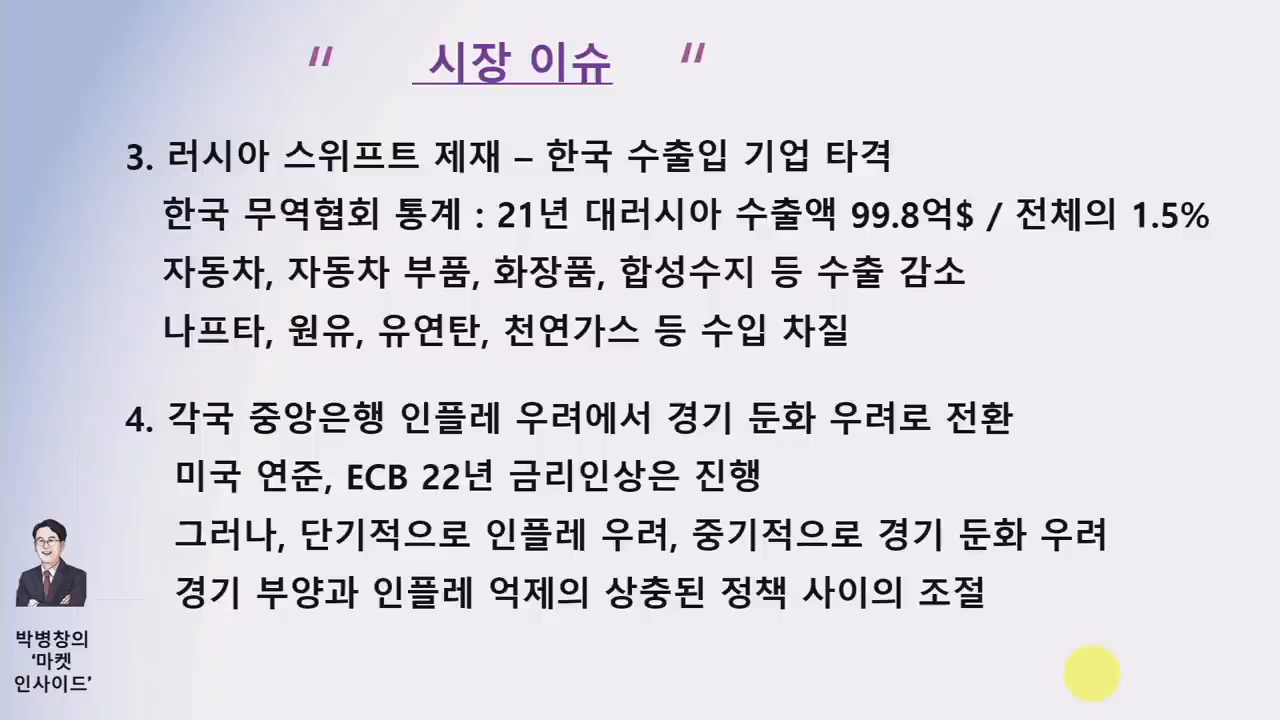 " 시장 이슈 "
3. 러시아 스위프트 제재 – 한국 수출입 기업 타격
한국 무역협회 통계 : 21년 대러시아 수출액 99.8억$ / 전체의 1.5%
자동차, 자동차 부품, 화장품, 합성수지 등 수출 감소
나프타, 원유, 유연탄, 천연가스 등 수입 차질
4. 각국 중앙은행 인플레 우려에서 경기 둔화 우려로 전환
미국 연준, ECB 22년 금리인상은 진행
그러나, 단기적으로 인플레 우려, 중기적으로 경기 둔화 우려
경기 부양과 인플레 억제의 상충된 정책 사이의 조절
박병창의
‘마켓
인사이드’